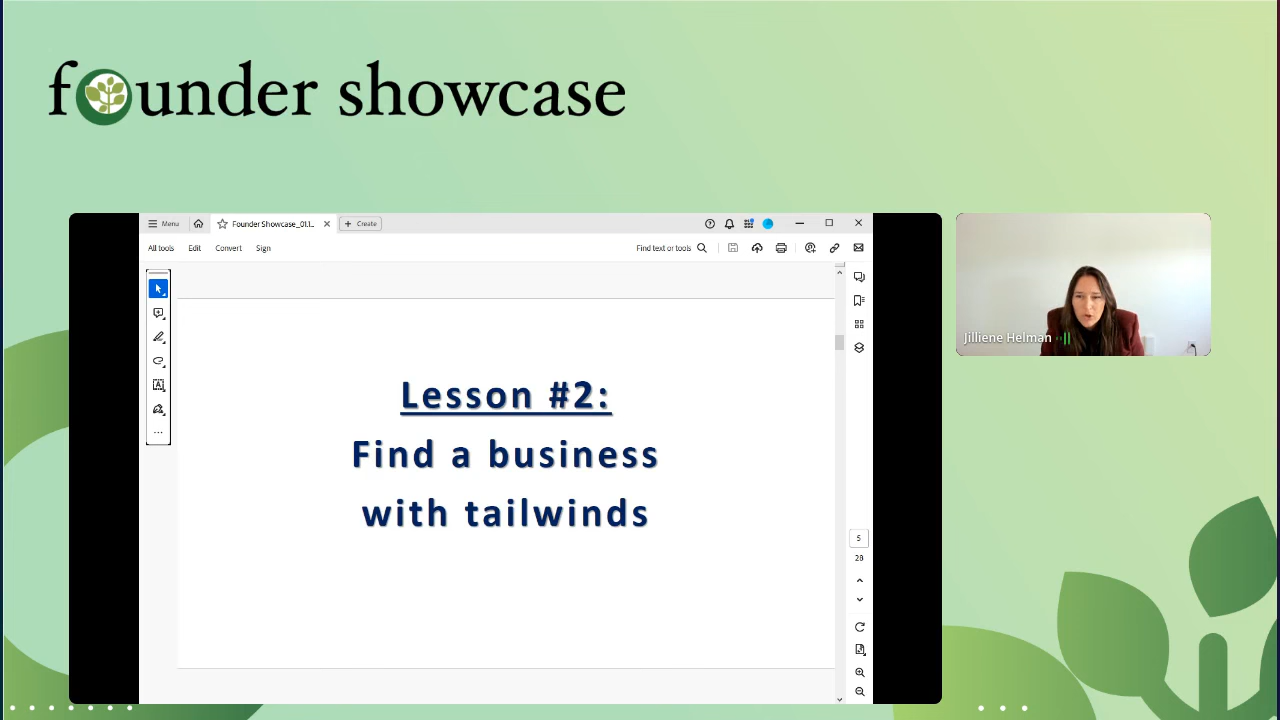 founder showcase
Menu
Founder Showcase_01.1...
Create
All tools
Edit
Convert
Sign
Find text or tools
Lesson #2:
Find a business
with tailwinds
5
20
Jilliene Helman